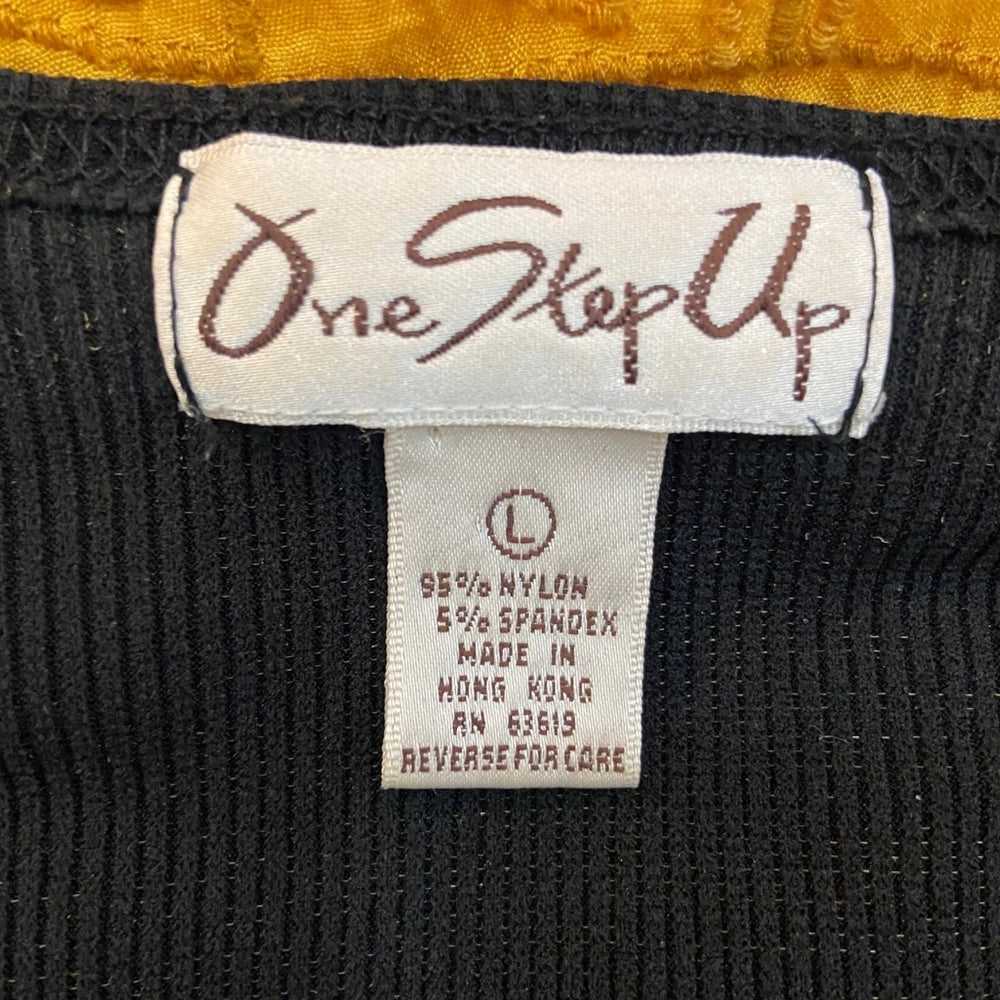 One Step Up
L
95% NYLON
5% SPANDEX
MADE IN
HONG KONG
RN 63619
REVERSE FOR CARE